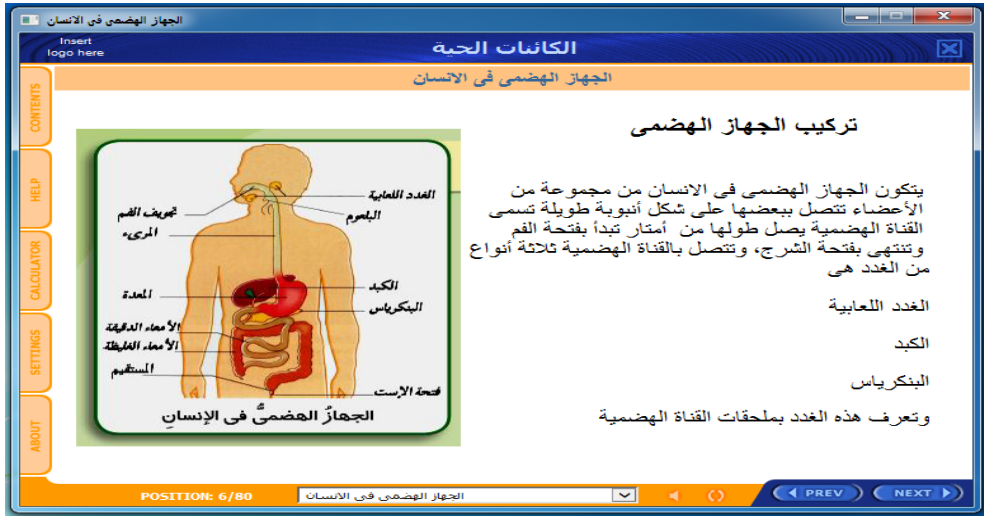 الجهاز الهضمى فى الانسان
Insert
logo here
الكائنات الحية
الجهاز الهضمى فى الانسان
CONTENTS
HELP
CALCULATOR
SETTINGS
ABOUT
تركيب الجهاز الهضمى
يتكون الجهاز الهضمى فى الانسان من مجموعة من
الأعضاء تتصل ببعضها على شكل أنبوبة طويلة تسمى
القناة الهضمية يصل طولها من أمتار تبدأ بفتحة الفم
وتنتهى بفتحة الشرج، وتتصل بالقناة الهضمية ثلاثة أنواع
من الغدد هى
الغدد اللعابية
الكبد
البنكرياس
وتعرف هذه الغدد بملحقات القناة الهضمية
الغدد اللعابية
البلعوم
تجويف الفم
المرىء
الكبد
البنكرياس
المعدة
الأمعاء الدقيقة
الأمعاء الغليظة
المستقيم
فتحة الإست
الجهازُ الهضمىُّ فى الإنسانِ
POSITION: 6/80
الجهاز الهضمى فى الانسان
PREV
NEXT